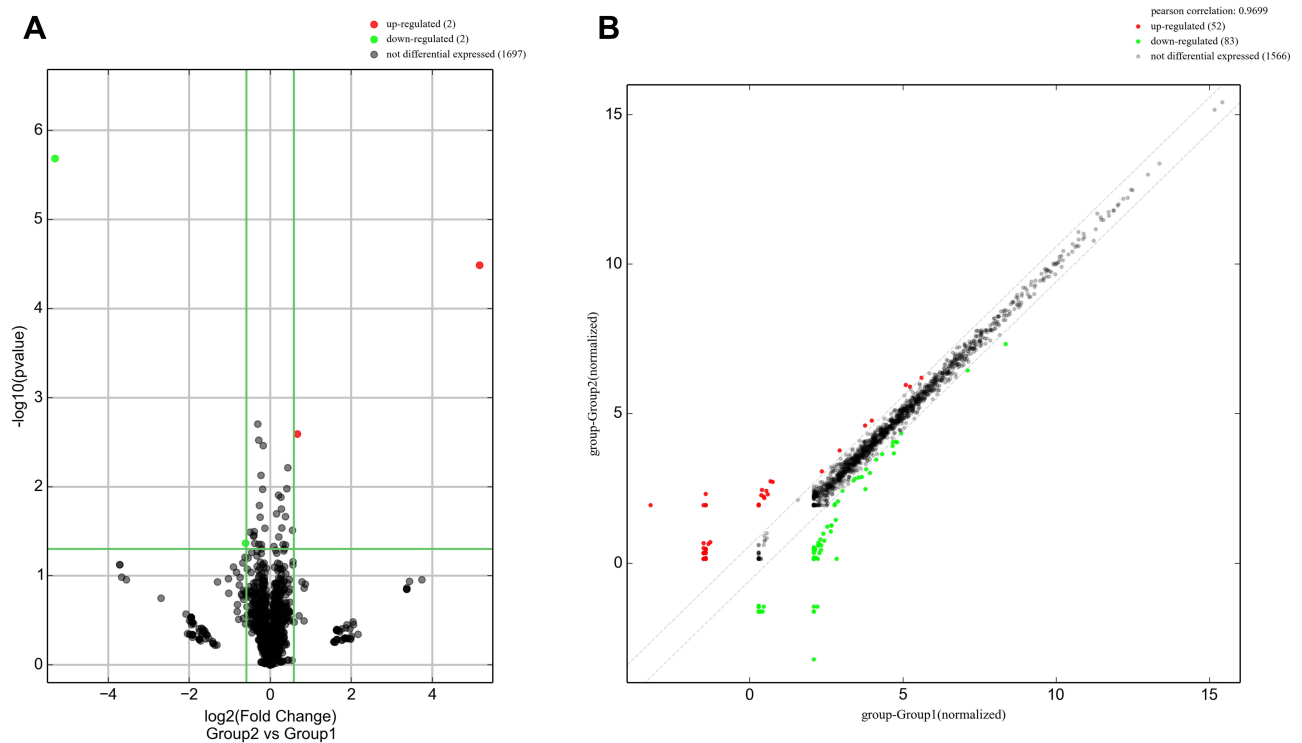 A
up-regulated (2)
down-regulated (2)
not differential expressed (1697)
6
5
4
3
2
1
0
-log10(pvalue)
−4
−2
0
2
4
log2(Fold Change)
Group2 vs Group1
B
pearson correlation: 0.9699
up-regulated (52)
down-regulated (83)
not differential expressed (1566)
15
10
5
0
group-Group2(normalized)
0
5
10
15
group-Group1(normalized)